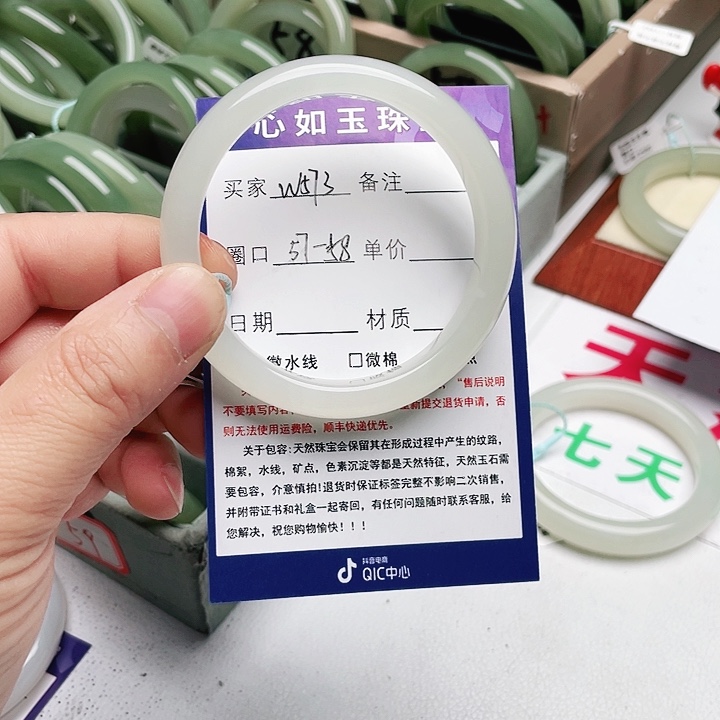 心如玉珠
买家 W573 备注
圈口 57-58 单价
日期 材质
微水线 □微棉 点
"售后说明
不要填写内容 重新提交退货申请,否
则无法使用运费险,顺丰快递优先。
关于包容:天然珠宝会保留其在形成过程中产生的纹路,
棉絮,水线,矿点,色素沉淀等都是天然特征,天然玉石需
要包容,介意慎拍!退货时保证标签完整不影响二次销售,
并附带证书和礼盒一起寄回,有任何问题随时联系客服,给
您解决,祝您购物愉快!!!
抖音电商
QIC中心
58
59
天
七天